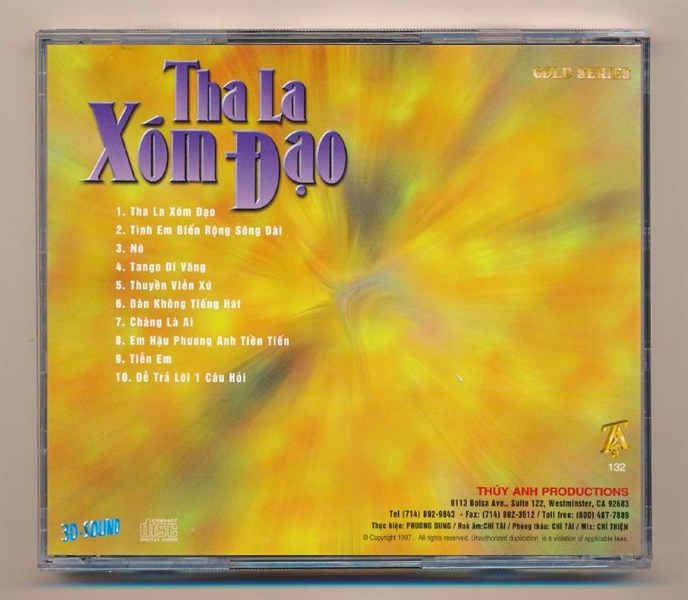 GOLD SERIES
Tha La
Xóm Đạo
1. Tha La Xóm Đạo
2. Tình Em Biển Rộng Sông Dài
3. Nó
4. Tango Dĩ Vãng
5. Thuyền Viễn Xứ
6. Đàn Không Tiếng Hát
7. Chàng Là Ai
8. Em Hậu Phương Anh Tiền Tiến
9. Tiễn Em
10. Để Trả Lời 1 Câu Hỏi
TA
132
THÚY ANH PRODUCTIONS
9113 Bolsa Ave., Suite 122, Westminster, CA 92683
Tel (714) 892-9843 - Fax: (714) 892-3512 / Toll free: (800) 487-7889
Thực hiện: PHƯƠNG DUNG / Hoà âm: CHÍ TÀI / Phòng thâu: CHÍ TÀI / Mix: CHÍ THIỆN
© Copyright 1997. All rights reserved. Unauthorized duplication is a violation of applicable laws.
3D-SOUND
COMPACT
disc
DIGITAL AUDIO